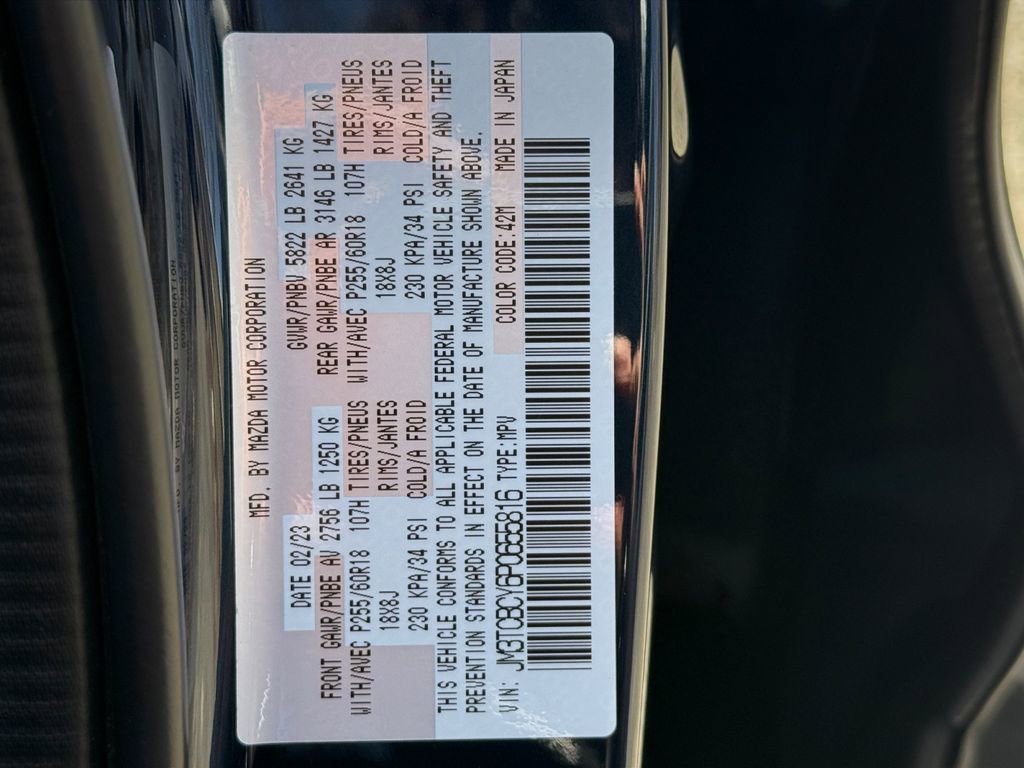 MFD. BY MAZDA MOTOR CORPORATION
DATE 02/23 GVWR/PNBV 5822 LB 2641 KG
FRONT GAWR/PNBE AV 2756 LB 1250 KG REAR GAWR/PNBE AR 3146 LB 1427 KG
WITH/AVEC P255/60R18 107H TIRES/PNEUS WITH/AVEC P255/60R18 107H TIRES/PNEUS
18X8J RIMS/JANTES 18X8J RIMS/JANTES
230 KPA/34 PSI COLD/A FROID 230 KPA/34 PSI COLD/A FROID
THIS VEHICLE CONFORMS TO ALL APPLICABLE FEDERAL MOTOR VEHICLE SAFETY AND THEFT
PREVENTION STANDARDS IN EFFECT ON THE DATE OF MANUFACTURE SHOWN ABOVE.
VIN: JM3TCBCY6P0655816 TYPE:MPV COLOR CODE:42M MADE IN JAPAN